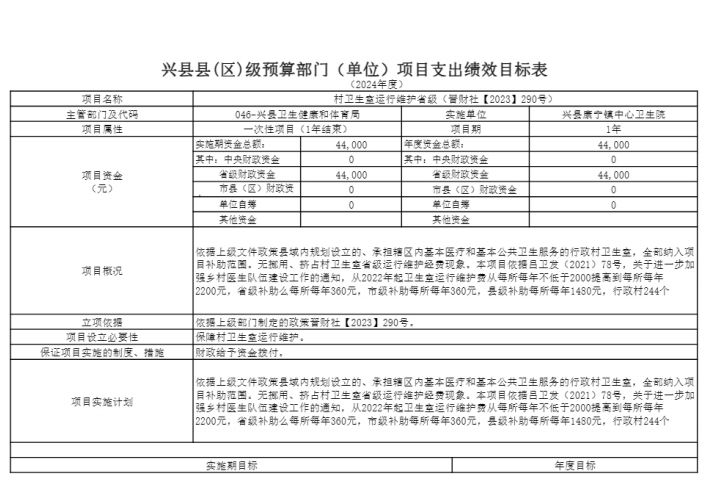 兴县县(区)级预算部门（单位）项目支出绩效目标表
（2024年度）
项目名称 村卫生室运行维护省级（晋财社【2023】290号）
主管部门及代码 046-兴县卫生健康和体育局 实施单位 兴县康宁镇中心卫生院
项目属性 一次性项目（1年结束） 项目期 1年
项目资金（元） 实施期资金总额: 44,000 年度资金总额: 44,000
其中: 中央财政资金 0 其中: 中央财政资金 0
省级财政资金 44,000 省级财政资金 44,000
市县（区）财政资 0 市县（区）财政资金 0
单位自筹 0 单位自筹 0
其他资金 其他资金
项目概况
依据上级文件政策县域内规划设立的、承担辖区内基本医疗和基本公共卫生服务的行政村卫生室，全部纳入项
目补助范围。无挪用、挤占村卫生室省级运行维护经费现象。本项目依据吕卫发（2021）78号，关于进一步加
强乡村医生队伍建设工作的通知，从2022年起卫生室运行维护费从每所每年不低于2000提高到每所每年
2200元，省级补助么每所每年360元，市级补助每所每年360元，县级补助每所每年1480元，行政村244个
立项依据 依据上级部门制定的政策晋财社【2023】290号。
项目设立必要性 保障村卫生室运行维护。
保证项目实施的制度、措施 财政给予资金拨付。
项目实施计划
依据上级文件政策县域内规划设立的、承担辖区内基本医疗和基本公共卫生服务的行政村卫生室，全部纳入项
目补助范围。无挪用、挤占村卫生室省级运行维护经费现象。本项目依据吕卫发（2021）78号，关于进一步加
强乡村医生队伍建设工作的通知，从2022年起卫生室运行维护费从每所每年不低于2000提高到每所每年
2200元，省级补助么每所每年360元，市级补助每所每年360元，县级补助每所每年1480元，行政村244个
实施期目标 年度目标